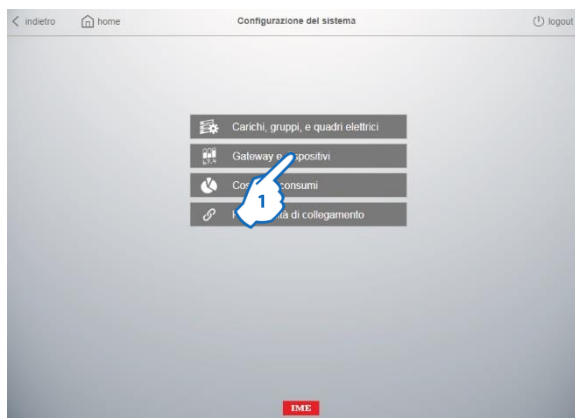 indietro home Configurazione del sistema logout
Carichi, gruppi, e quadri elettrici
Gateway e
consumi
1
di collegamento
IME